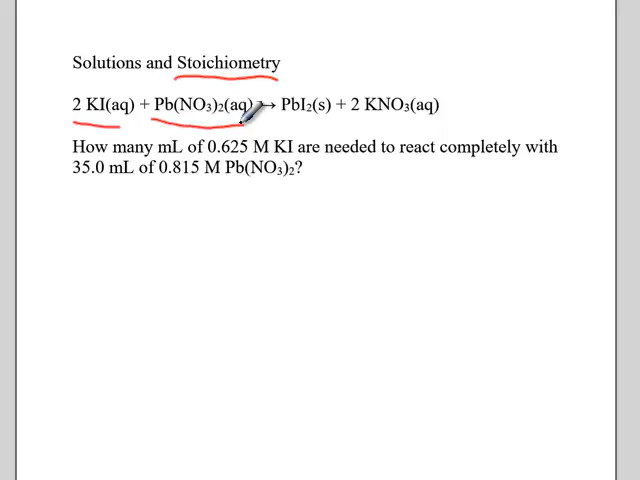 Solutions and Stoichiometry
2 KI(aq) + Pb(NO₃)₂(aq) → PbI₂(s) + 2 KNO₃(aq)
How many mL of 0.625 M KI are needed to react completely with
35.0 mL of 0.815 M Pb(NO₃)₂?